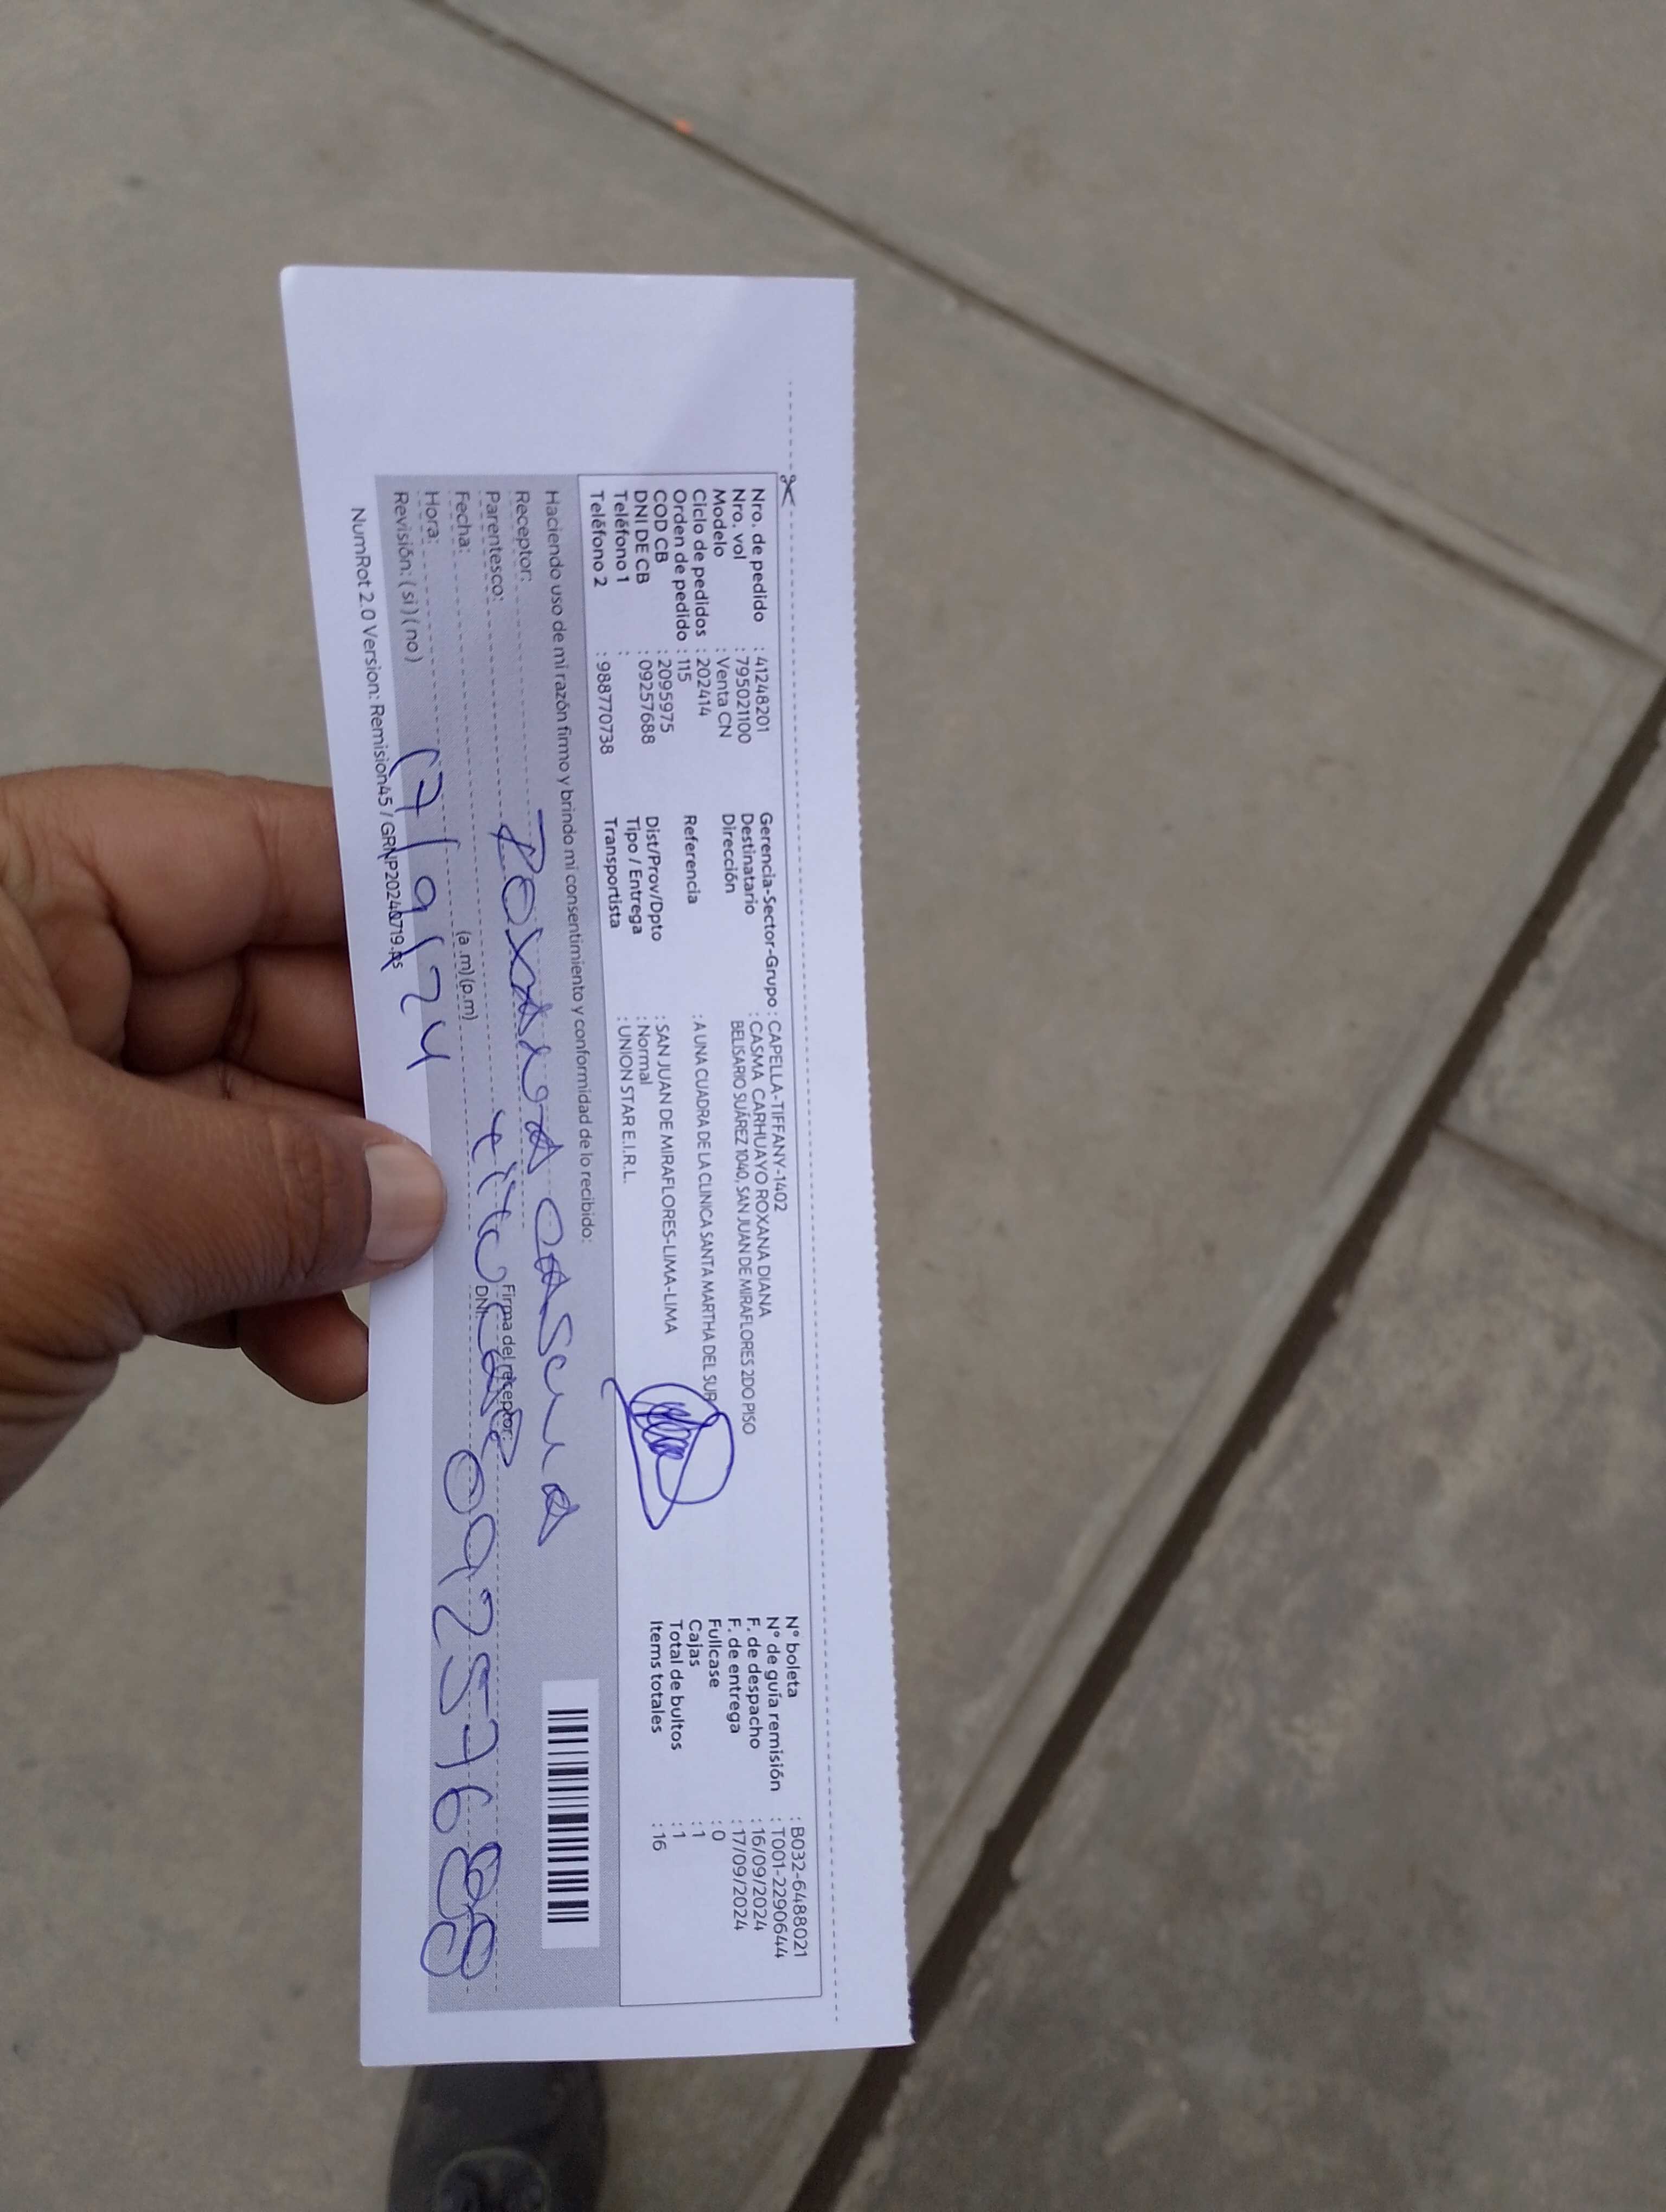 Nro. de pedido : 41248201
Nro. vol : 795021100
Modelo : Venta CN
Ciclo de pedidos : 202414
Orden de pedido : 115
COD CB : 2095975
DNI DE CB : 09257688
Teléfono 1 :
Teléfono 2 : 988770738
Gerencia-Sector-Grupo : CAPELLA-TIFFANY-1402
Destinatario : CASMA CARHUAYO ROXANA DIANA
Dirección BELISARIO SUÁREZ 1040, SAN JUAN DE MIRAFLORES 2DO PISO
Referencia : A UNA CUADRA DE LA CLINICA SANTA MARTHA DEL SUR
Dist/Prov/Dpto : SAN JUAN DE MIRAFLORES-LIMA-LIMA
Tipo / Entrega : Normal
Transportista : UNION STAR E.I.R.L.
N° boleta : B032-6488021
N° de guía remisión : T001-2290644
F. de despacho : 16/09/2024
F. de entrega : 17/09/2024
Fullcase : 0
Cajas : 1
Total de bultos : 1
Items totales : 16
Haciendo uso de mi razón firmo y brindo mi consentimiento y conformidad de lo recibido:
Receptor: Roxana Casma
Parentesco:
Firma del receptor:
Fecha:
DNI: 09257688
Hora: (a.m)(p.m)
17/9/24
Revisión: (si)(no)
NumRot 2.0 Version: Remision45 / GRNP20240719.ps